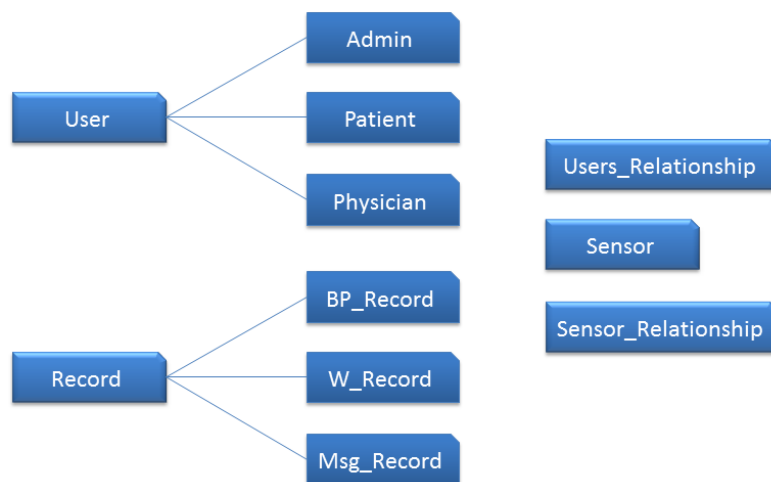 Admin
User
Patient
Physician
Users_Relationship
Sensor
Sensor_Relationship
BP_Record
Record
W_Record
Msg_Record